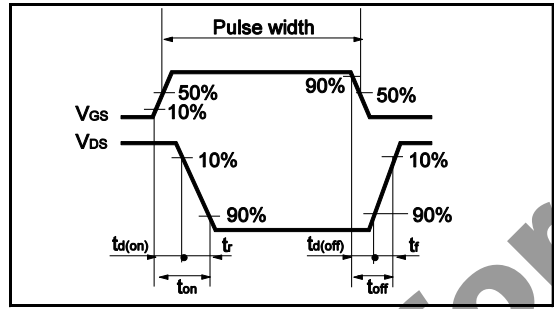 Pulse width
90%
50%
50%
10%
VGS
VDS
10%
10%
90%
90%
td(on)
tr
td(off)
tf
ton
toff